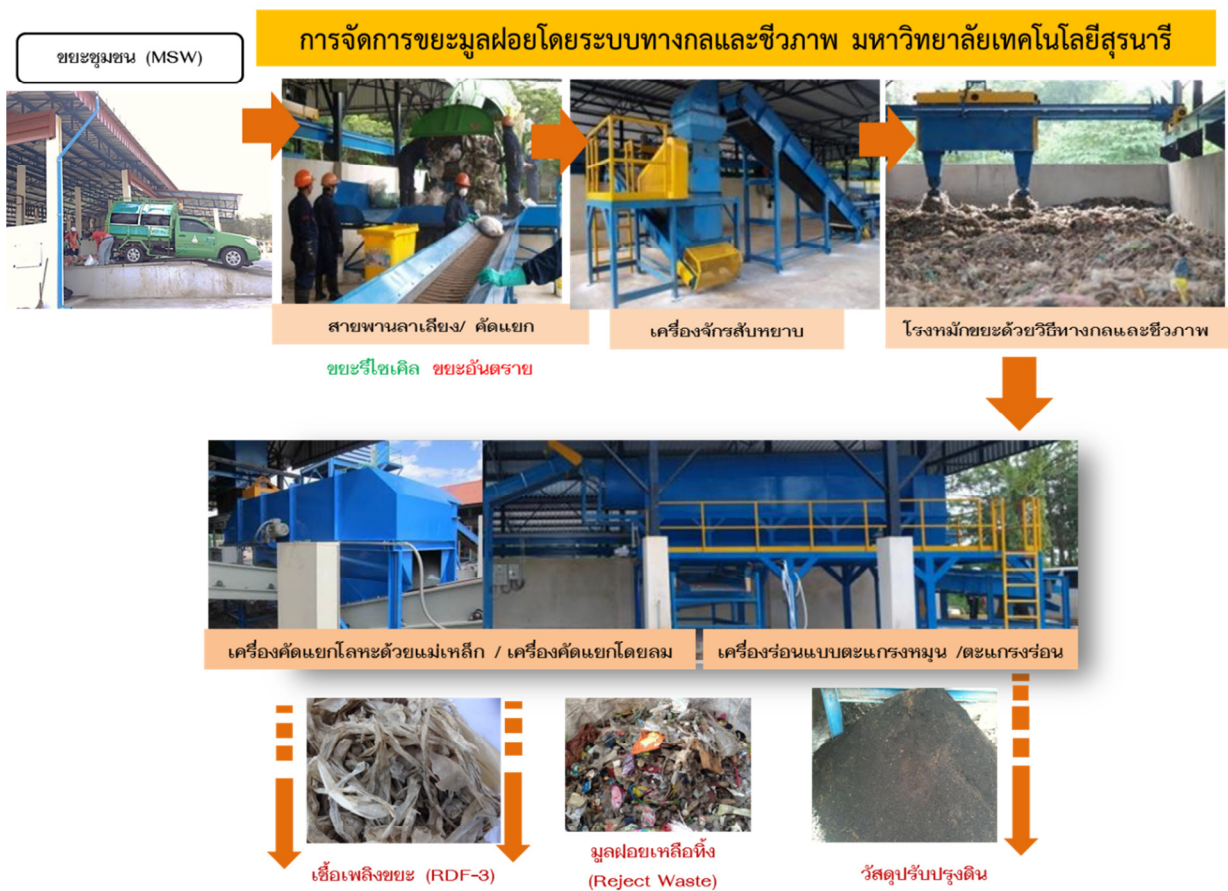 การจัดการขยะมูลฝอยโดยระบบทางกลและชีวภาพ มหาวิทยาลัยเทคโนโลยีสุรนารี
ขยะชุมชน (MSW)
สายพานลาเลียง/ คัดแยก
เครื่องจักรสับหยาบ
โรงหมักขยะด้วยวิธีทางกลและชีวภาพ
ขยะรีไซเคิล ขยะอันตราย
เครื่องคัดแยกโลหะด้วยแม่เหล็ก / เครื่องคัดแยกโดยลม
เครื่องร่อนแบบตะแกรงหมุน /ตะแกรงร่อน
เชื้อเพลิงขยะ (RDF-3)
มูลฝอยเหลือทิ้ง
(Reject Waste)
วัสดุปรับปรุงดิน